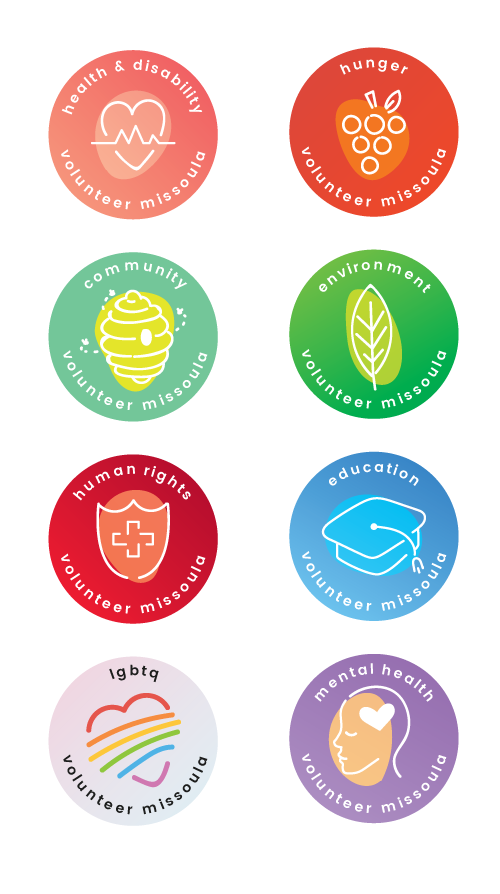 health & disability
volunteer missoula
hunger
volunteer missoula
community
volunteer missoula
environment
volunteer missoula
human rights
volunteer missoula
education
volunteer missoula
lgbtq
volunteer missoula
mental health
volunteer missoula